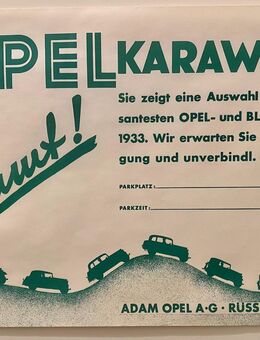 PEL KARAW
Sie zeigt eine Auswahl
santesten OPEL- und BL
1933. Wir erwarten Sie
gung und unverbindl.
mmt!
PARKPLATZ:
PARKZEIT:
ADAM OPEL A·G · RÜSS